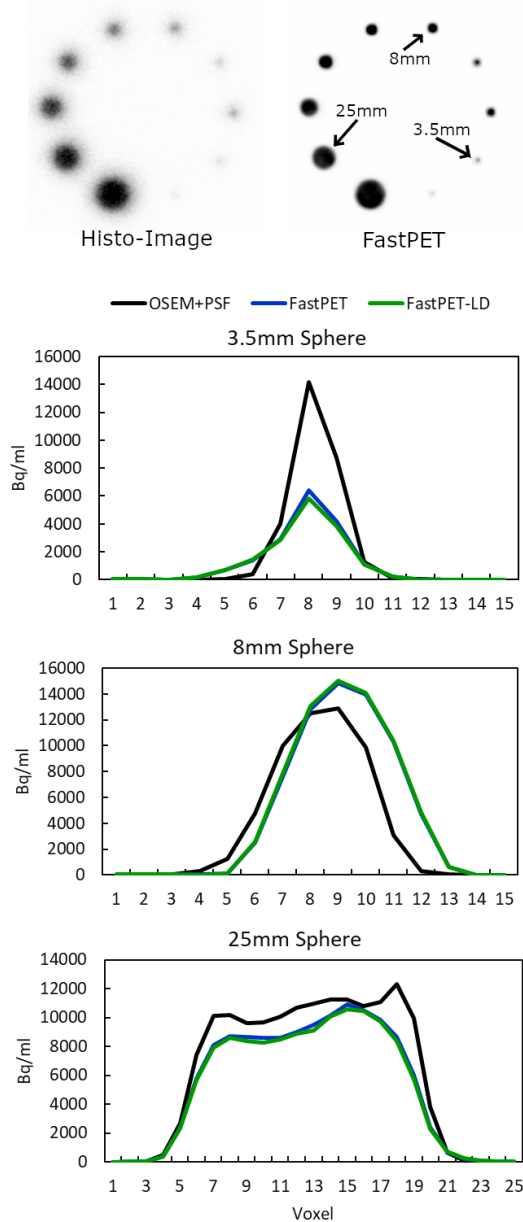 8mm
25mm
3.5mm
Histo-Image
FastPET
OSEM+PSF FastPET FastPET-LD
3.5mm Sphere
16000
14000
12000
10000
8000
6000
4000
2000
0
Bq/ml
1 2 3 4 5 6 7 8 9 10 11 12 13 14 15
8mm Sphere
16000
14000
12000
10000
8000
6000
4000
2000
0
Bq/ml
1 2 3 4 5 6 7 8 9 10 11 12 13 14 15
25mm Sphere
14000
12000
10000
8000
6000
4000
2000
0
Bq/ml
1 3 5 7 9 11 13 15 17 19 21 23 25
Voxel